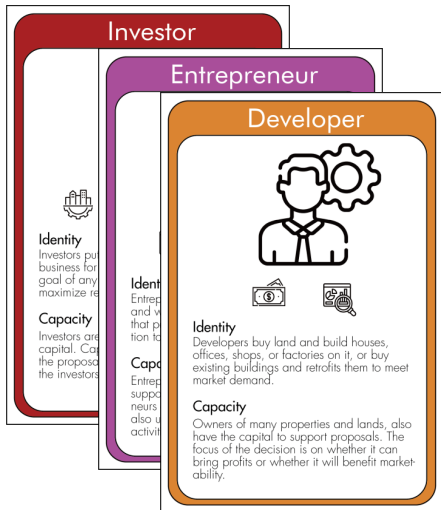 Investor
Identity
Investors put
business for
goal of any
maximize
Capacity
Investors are
capital.
the proposa
the investors
Entrepreneur
Identi
Entrep
and w
that p
tion to
Capa
Entrep
suppo
neurs
also u
activit
Developer
$
Identity
Developers buy land and build houses,
offices, shops, or factories on it, or buy
existing buildings and retrofits them to meet
market demand.
Capacity
Owners of many properties and lands, also
have the capital to support proposals. The
focus of the decision is on whether it can
bring profits or whether it will benefit market-
ability.